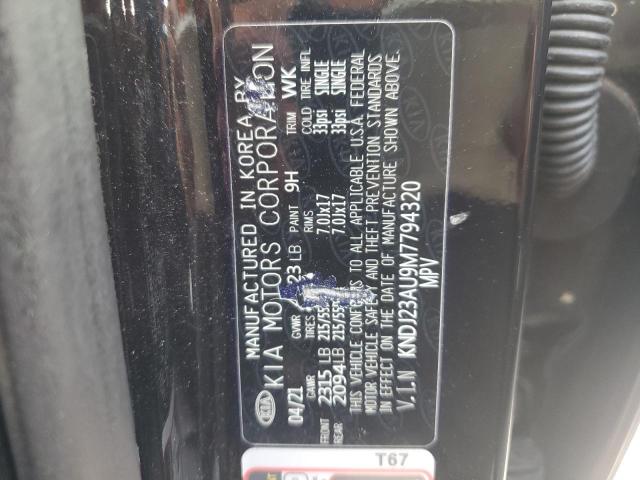 MANUFACTURED IN KOREA BY
KIA KIA MOTORS CORPORATION
04/21 GVWR 23 LB PAINT 9H TRIM WK
GAWR TIRES RIMS COLD TIRE INFL
FRONT 2315 LB 215/55 7.0Jx17 33psi SINGLE
REAR 2094 LB 215/55 7.0Jx17 33psi SINGLE
THIS VEHICLE CONFORMS TO ALL APPLICABLE U.S.A. FEDERAL
MOTOR VEHICLE SAFETY AND THEFT PREVENTION STANDARDS
IN EFFECT ON THE DATE OF MANUFACTURE SHOWN ABOVE.
V.I.N KNDJ23AU9M7794320
MPV
T67